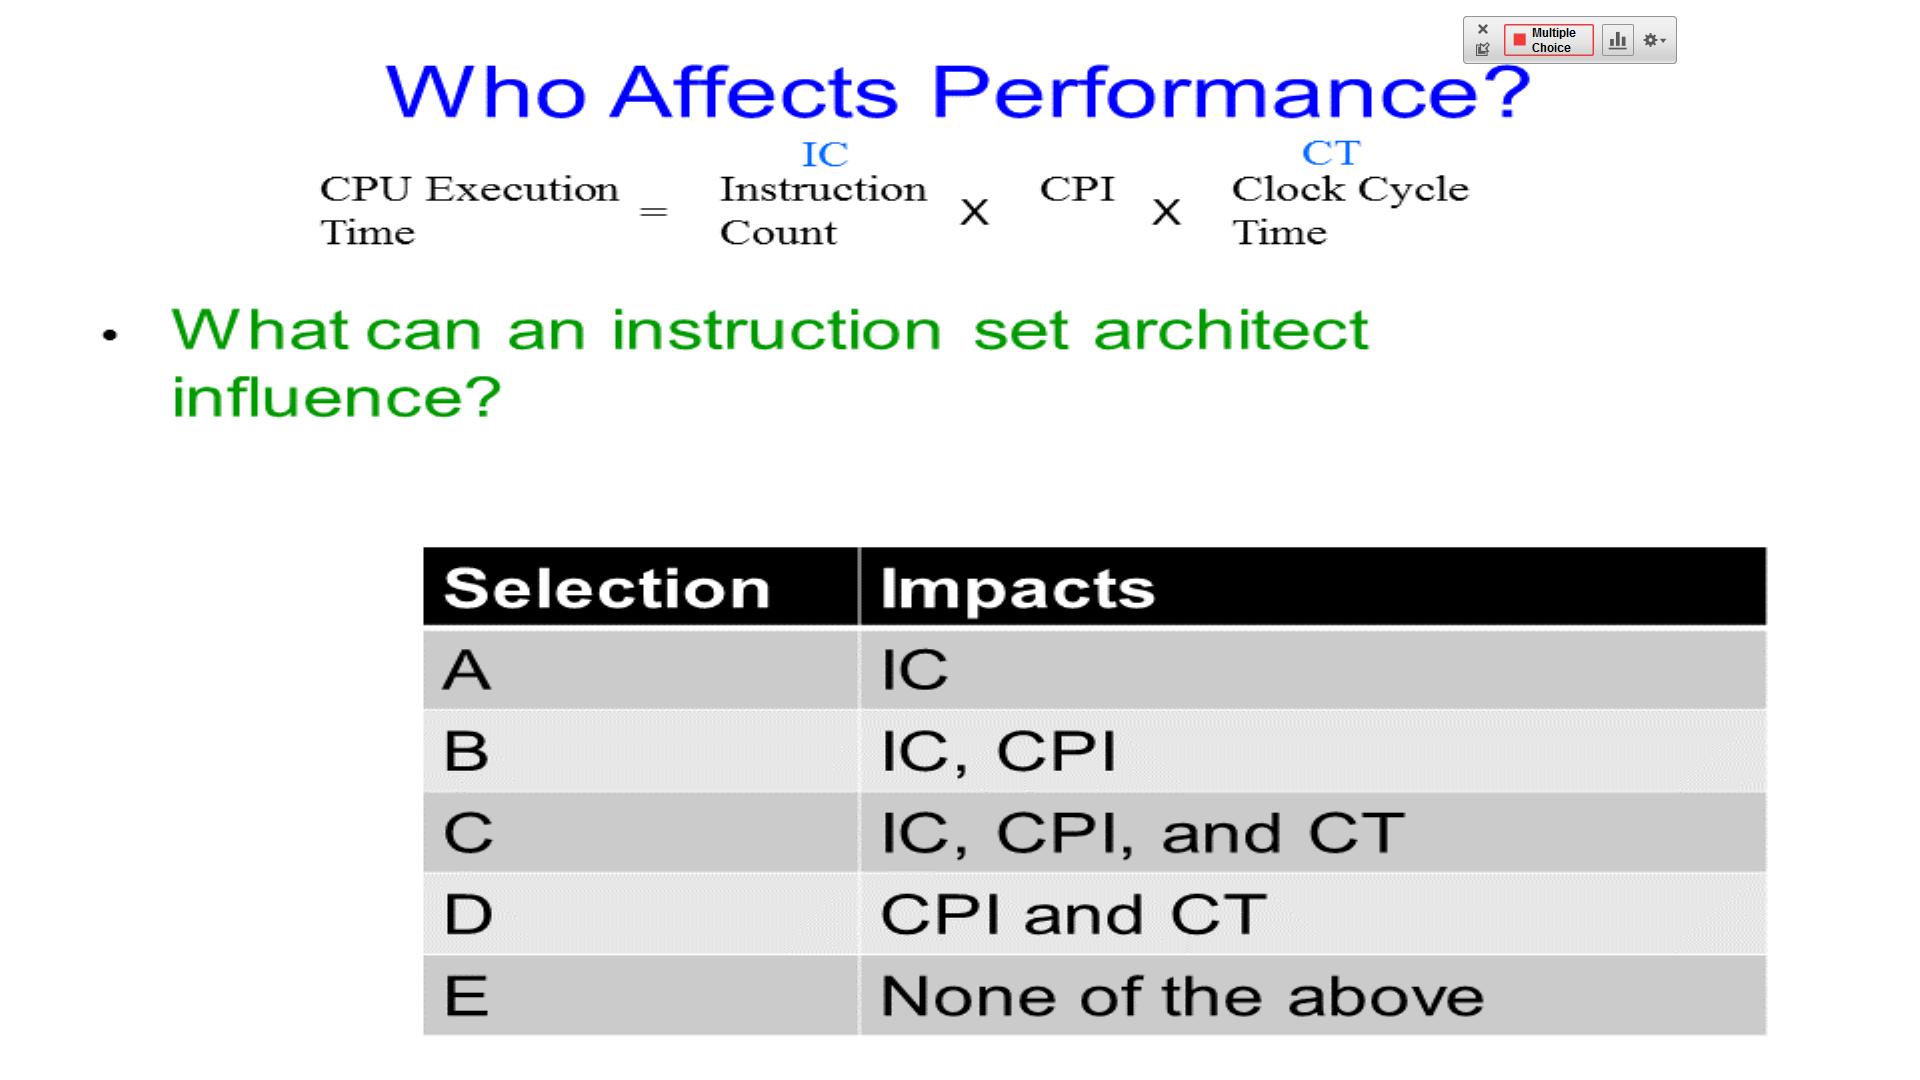 Multiple
Choice
Who Affects Performance?
IC CT
CPU Execution Time = Instruction Count X CPI X Clock Cycle Time
• What can an instruction set architect
influence?
Selection Impacts
A IC
B IC, CPI
C IC, CPI, and CT
D CPI and CT
E None of the above